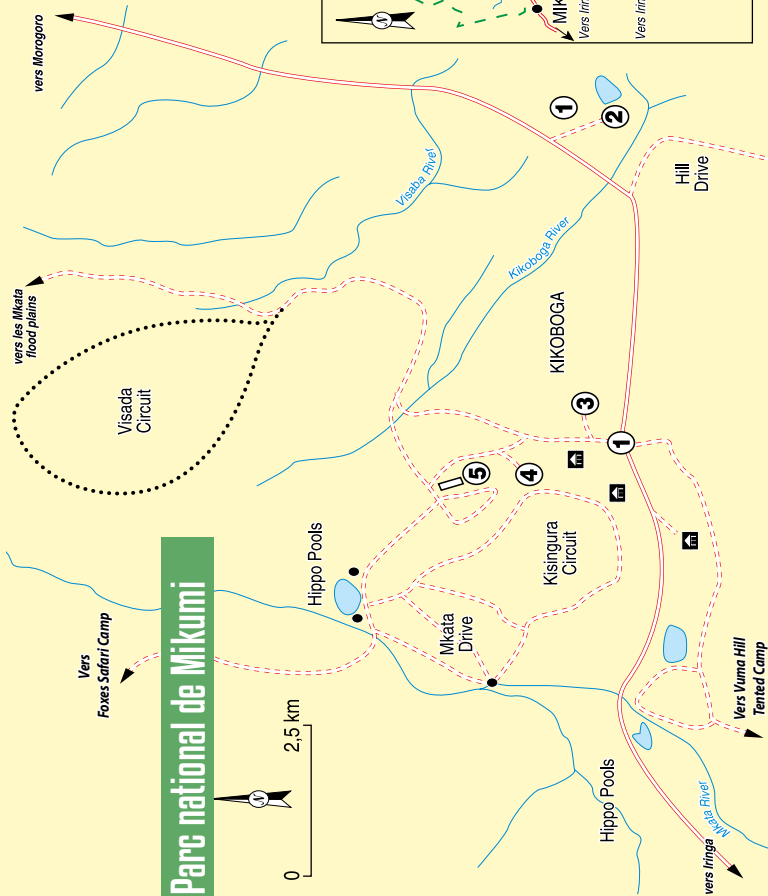 Parc national de Mikumi
0
2,5 km
N
Vers
Foxes Safari Camp
Hippo Pools
Visada
Circuit
vers les Mkata
flood plains
vers Morogoro
Mkata
Drive
Kisingura
Circuit
5
4
3
1
KIKOBOGA
Kikoboga River
Visaba River
1
2
Hill
Drive
Hippo Pools
Mkata River
vers Iringa
Vers Vuma Hill
Tented Camp
N